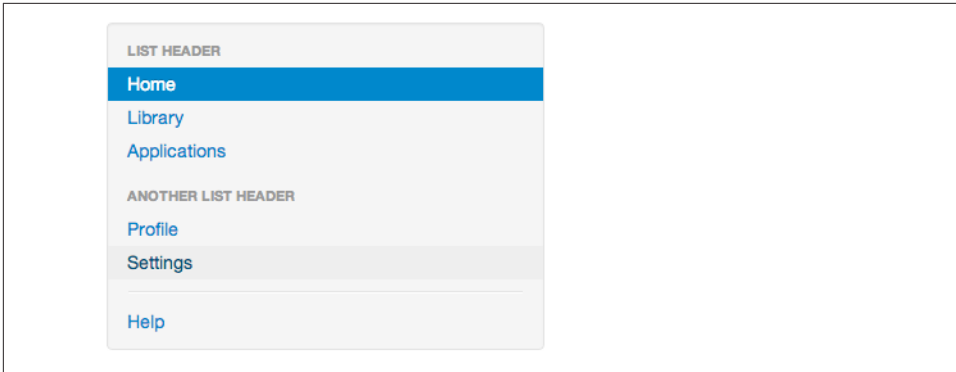 LIST HEADER
Home
Library
Applications
ANOTHER LIST HEADER
Profile
Settings
Help